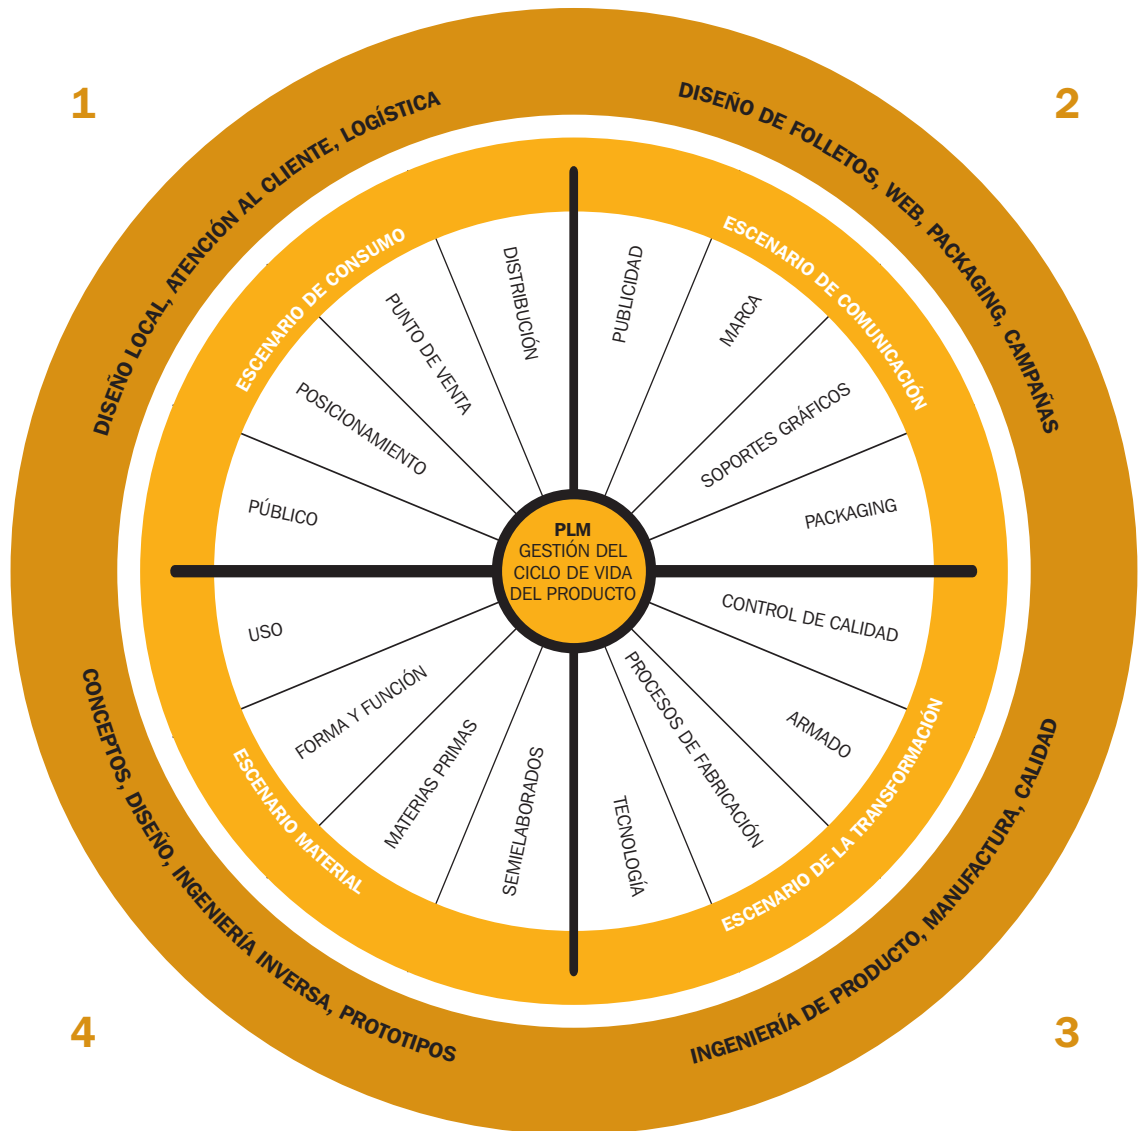 1
DISEÑO LOCAL, ATENCIÓN AL CLIENTE, LOGÍSTICA
ESCENARIO DE CONSUMO
PÚBLICO
POSICIONAMIENTO
PUNTO DE VENTA
DISTRIBUCIÓN
2
DISEÑO DE FOLLETOS, WEB, PACKAGING, CAMPAÑAS
ESCENARIO DE COMUNICACIÓN
PUBLICIDAD
MARCA
SOPORTES GRÁFICOS
PACKAGING
PLM
GESTIÓN DEL
CICLO DE VIDA
DEL PRODUCTO
3
INGENIERÍA DE PRODUCTO, MANUFACTURA, CALIDAD
ESCENARIO DE LA TRANSFORMACIÓN
CONTROL DE CALIDAD
ARMADO
PROCESOS DE FABRICACIÓN
TECNOLOGÍA
4
CONCEPTOS, DISEÑO, INGENIERÍA INVERSA, PROTOTIPOS
ESCENARIO MATERIAL
USO
FORMA Y FUNCIÓN
MATERIAS PRIMAS
SEMIELABORADOS